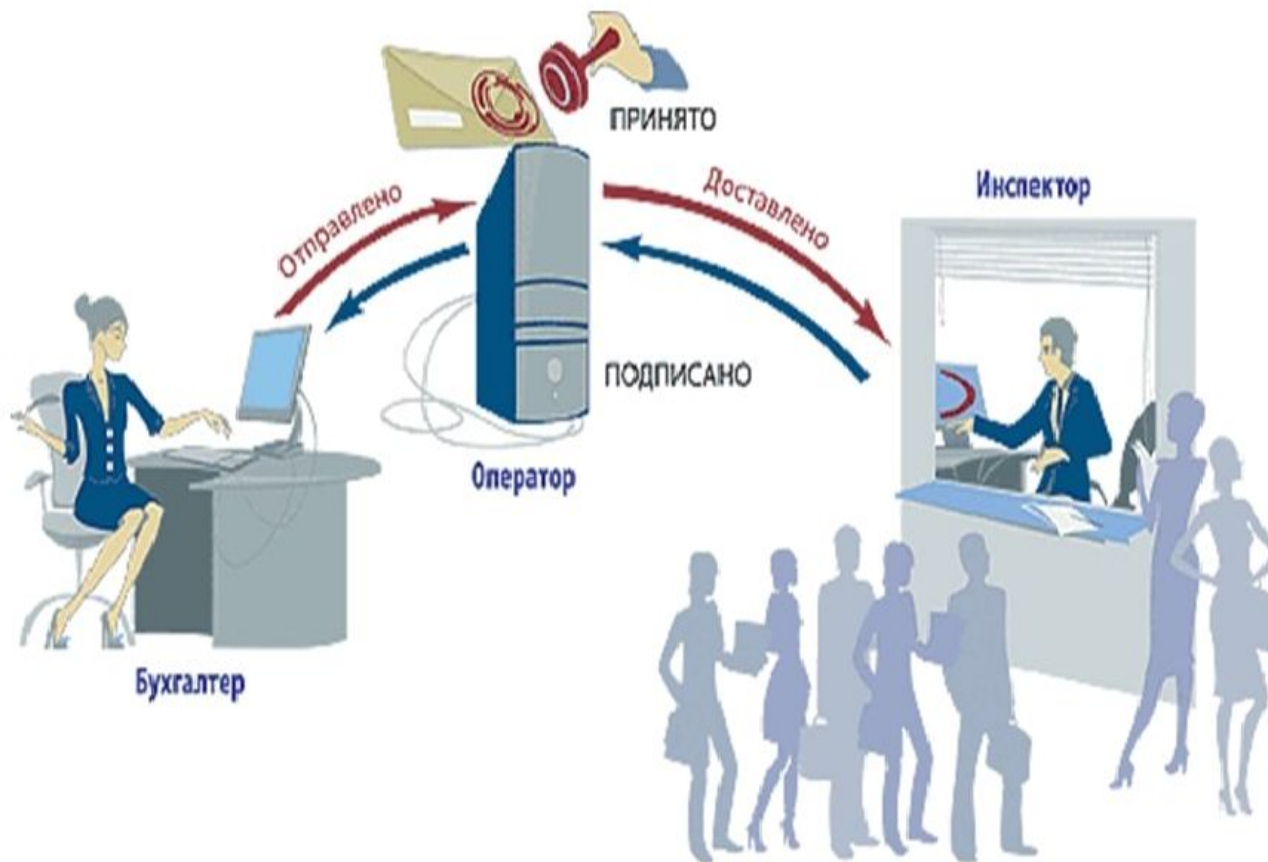 ПРИНЯТО
Отправлено
Доставлено
Инспектор
ПОДПИСАНО
Оператор
Бухгалтер